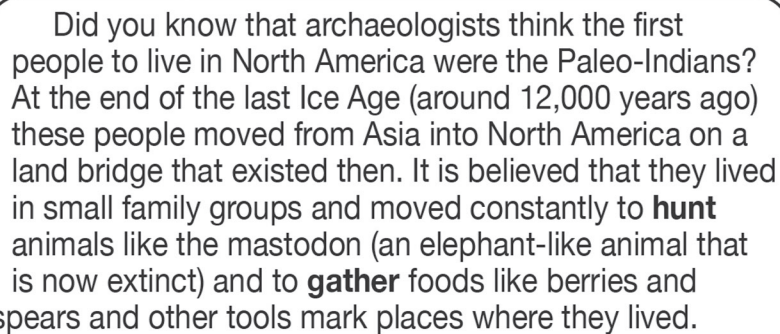 Did you know that archaeologists think the first
people to live in North America were the Paleo-Indians?
At the end of the last Ice Age (around 12,000 years ago)
these people moved from Asia into North America on a
land bridge that existed then. It is believed that they lived
in small family groups and moved constantly to hunt
animals like the mastodon (an elephant-like animal that
is now extinct) and to gather foods like berries and
spears and other tools mark places where they lived.